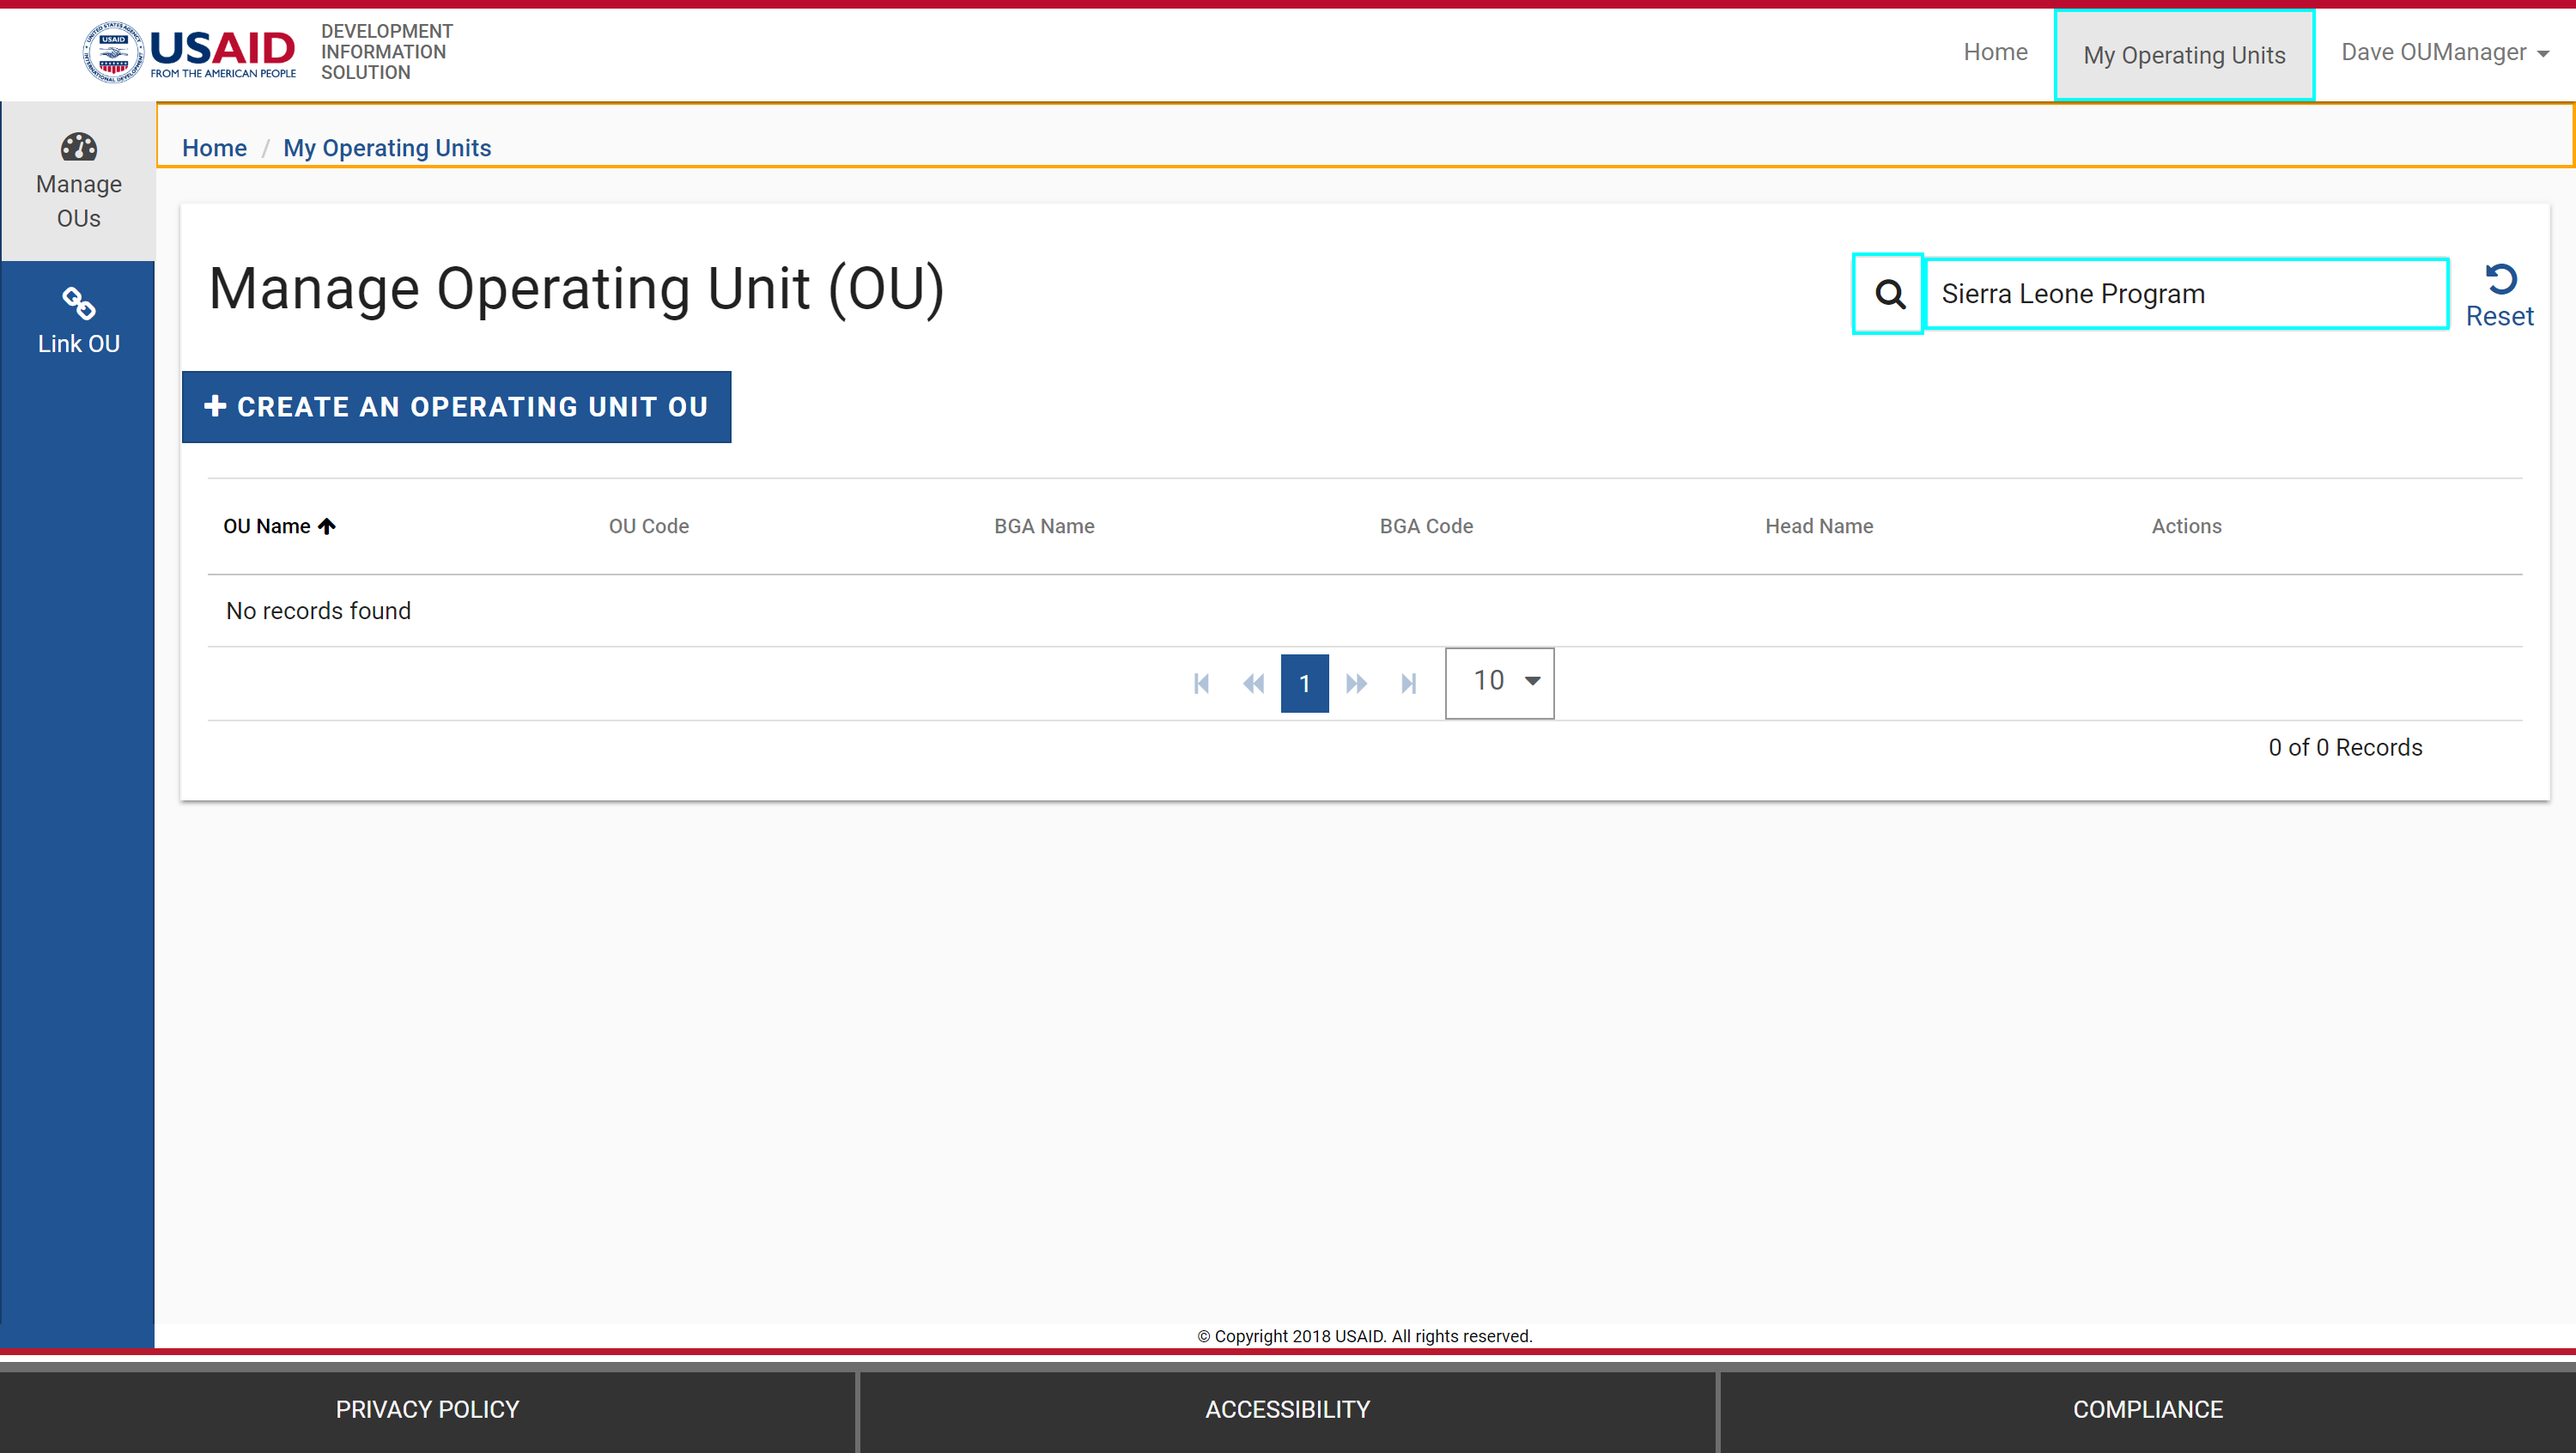 USAID
FROM THE AMERICAN PEOPLE
DEVELOPMENT
INFORMATION
SOLUTION
Home
My Operating Units
Dave OUManager
Manage
OUs
Link OU
Home / My Operating Units
Manage Operating Unit (OU)
Sierra Leone Program
Reset
CREATE AN OPERATING UNIT OU
OU Name OU Code BGA Name BGA Code Head Name Actions
No records found
1
10
0 of 0 Records
© Copyright 2018 USAID. All rights reserved.
PRIVACY POLICY
ACCESSIBILITY
COMPLIANCE